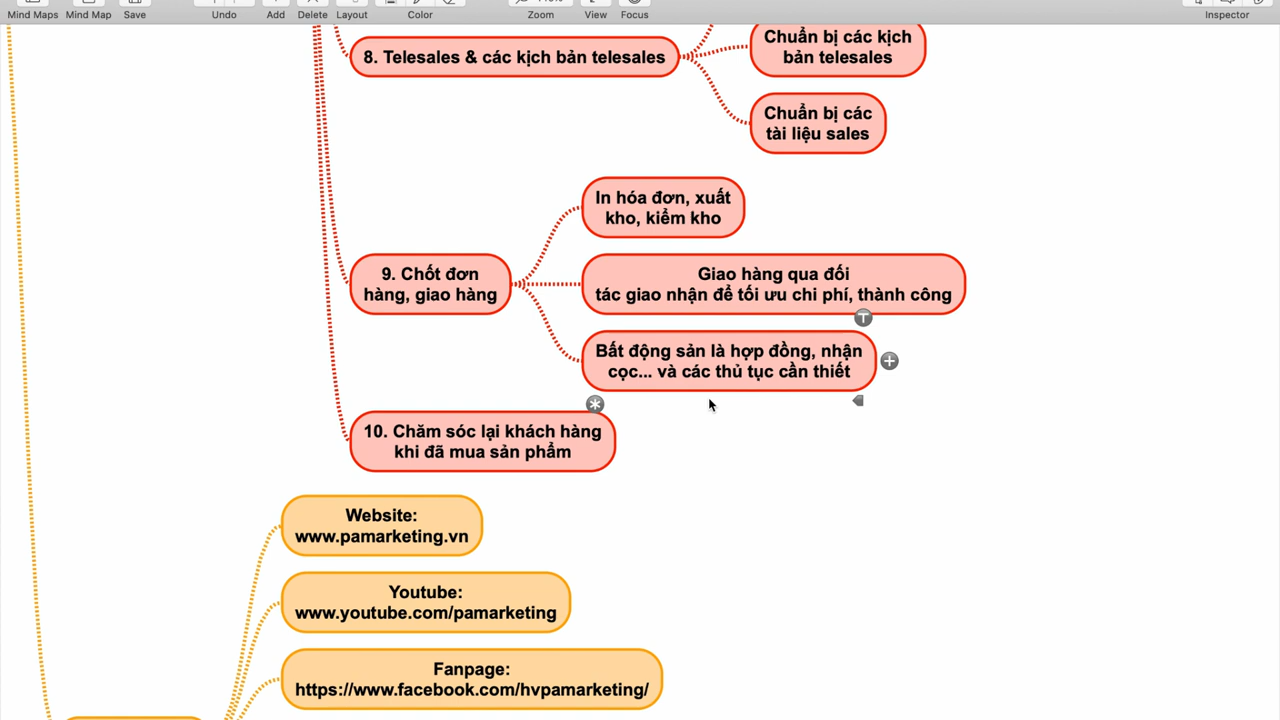 Mind Maps
Mind Map
Save
Undo
Add
Delete
Layout
Color
Zoom
View
Focus
Inspector
8. Telesales & các kịch bản telesales
Chuẩn bị các kịch
bản telesales
Chuẩn bị các
tài liệu sales
In hóa đơn, xuất
kho, kiểm kho
9. Chốt đơn
hàng, giao hàng
Giao hàng qua đối
tác giao nhận để tối ưu chi phí, thành công
T
Bất động sản là hợp đồng, nhận
cọc... và các thủ tục cần thiết
10. Chăm sóc lại khách hàng
khi đã mua sản phẩm
Website:
www.pamarketing.vn
Youtube:
www.youtube.com/pamarketing
Fanpage:
https://www.facebook.com/hvpamarketing/